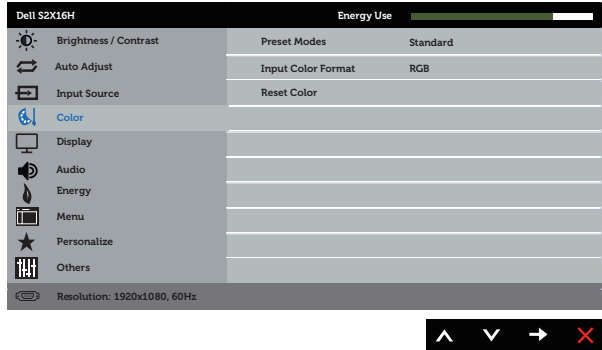 Dell S2X16H Energy Use
Brightness / Contrast Preset Modes Standard
Auto Adjust Input Color Format RGB
Input Source Reset Color
Color
Display
Audio
Energy
Menu
Personalize
Others
Resolution: 1920x1080, 60Hz